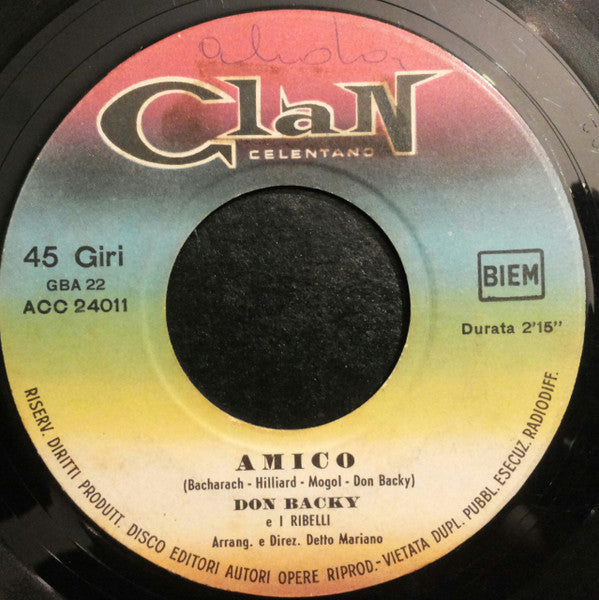 alida
Clan
CELENTANO
45 Giri
GBA 22
ACC 24011
BIEM
Durata 2'15"
AMICO
(Bacharach - Hilliard - Mogol - Don Backy)
DON BACKY
e I RIBELLI
Arrang. e Direz. Detto Mariano
RISERV. DIRITTI PRODUTT. DISCO EDITORI AUTORI OPERE RIPROD.-VIETATA DUPL. PUBBL. ESECUZ. RADIODIFF.